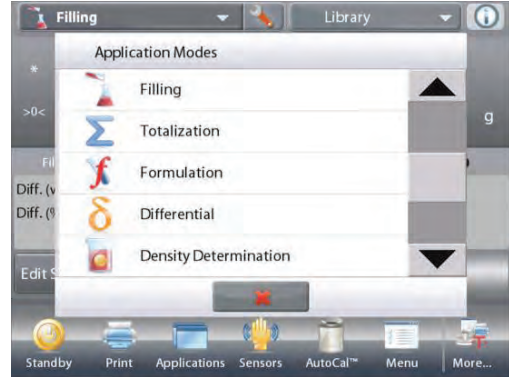 Filling
Library
Application Modes
*
>0<
g
Filling
Totalization
Formulation
Differential
Density Determination
Diff.
Diff. (%
Edit
Standby
Print
Applications
Sensors
AutoCal™
Menu
More...